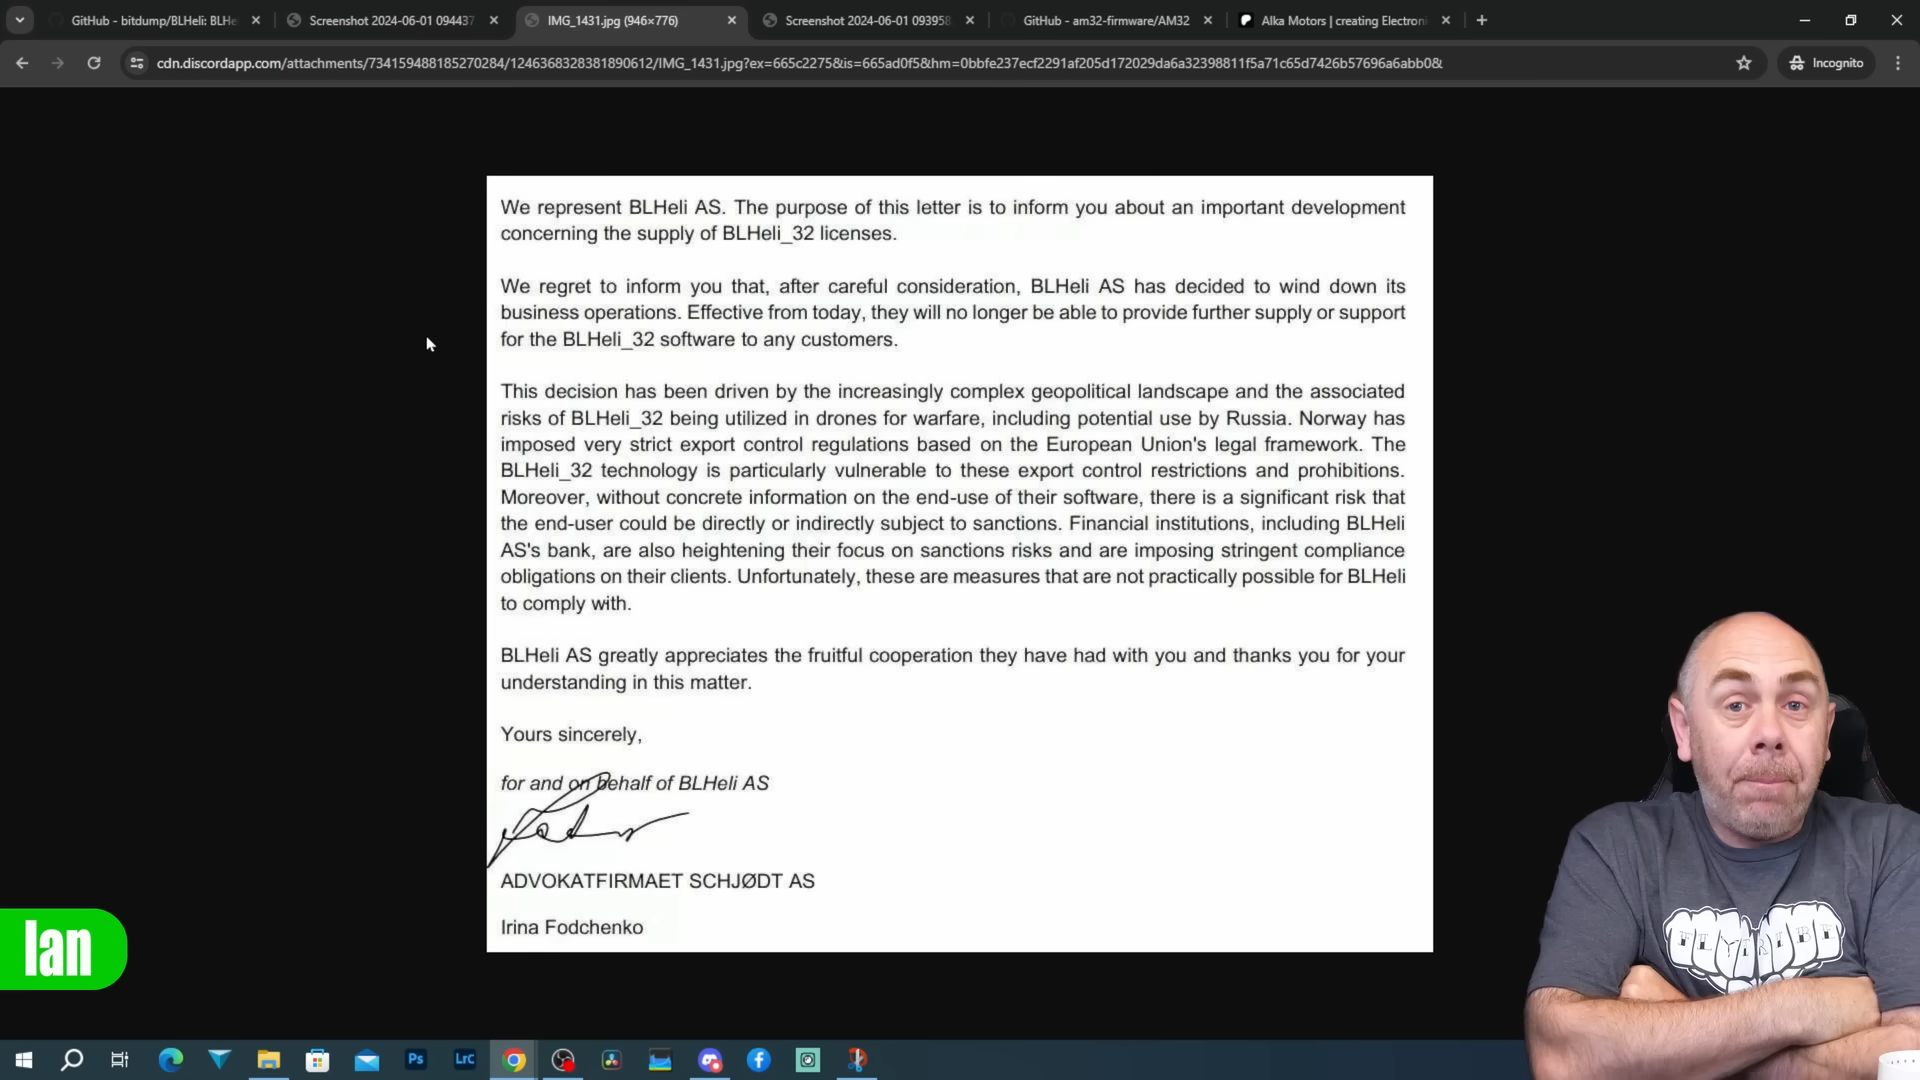 GitHub - bitdump/BLHeli: BLHe
Screenshot 2024-06-01 094437
IMG_1431.jpg (946×776)
Screenshot 2024-06-01 093958
GitHub - am32-firmware/AM32
Alka Motors | creating Electron
cdn.discordapp.com/attachments/734159488185270284/1246368328381890612/IMG_1431.jpg?ex=665c2275&is=665ad0f5&hm=0bbfe237ecf2291af205d172029da6a32398811f5a71c65d7426b57696a6abb0&
Incognito
We represent BLHeli AS. The purpose of this letter is to inform you about an important development
concerning the supply of BLHeli_32 licenses.
We regret to inform you that, after careful consideration, BLHeli AS has decided to wind down its
business operations. Effective from today, they will no longer be able to provide further supply or support
for the BLHeli_32 software to any customers.
This decision has been driven by the increasingly complex geopolitical landscape and the associated
risks of BLHeli_32 being utilized in drones for warfare, including potential use by Russia. Norway has
imposed very strict export control regulations based on the European Union's legal framework. The
BLHeli_32 technology is particularly vulnerable to these export control restrictions and prohibitions.
Moreover, without concrete information on the end-use of their software, there is a significant risk that
the end-user could be directly or indirectly subject to sanctions. Financial institutions, including BLHeli
AS's bank, are also heightening their focus on sanctions risks and are imposing stringent compliance
obligations on their clients. Unfortunately, these are measures that are not practically possible for BLHeli
to comply with.
BLHeli AS greatly appreciates the fruitful cooperation they have had with you and thanks you for your
understanding in this matter.
Yours sincerely,
for and on behalf of BLHeli AS
ADVOKATFIRMAET SCHJØDT AS
Irina Fodchenko
Ian
FLYTRIBE
Ps
LrC